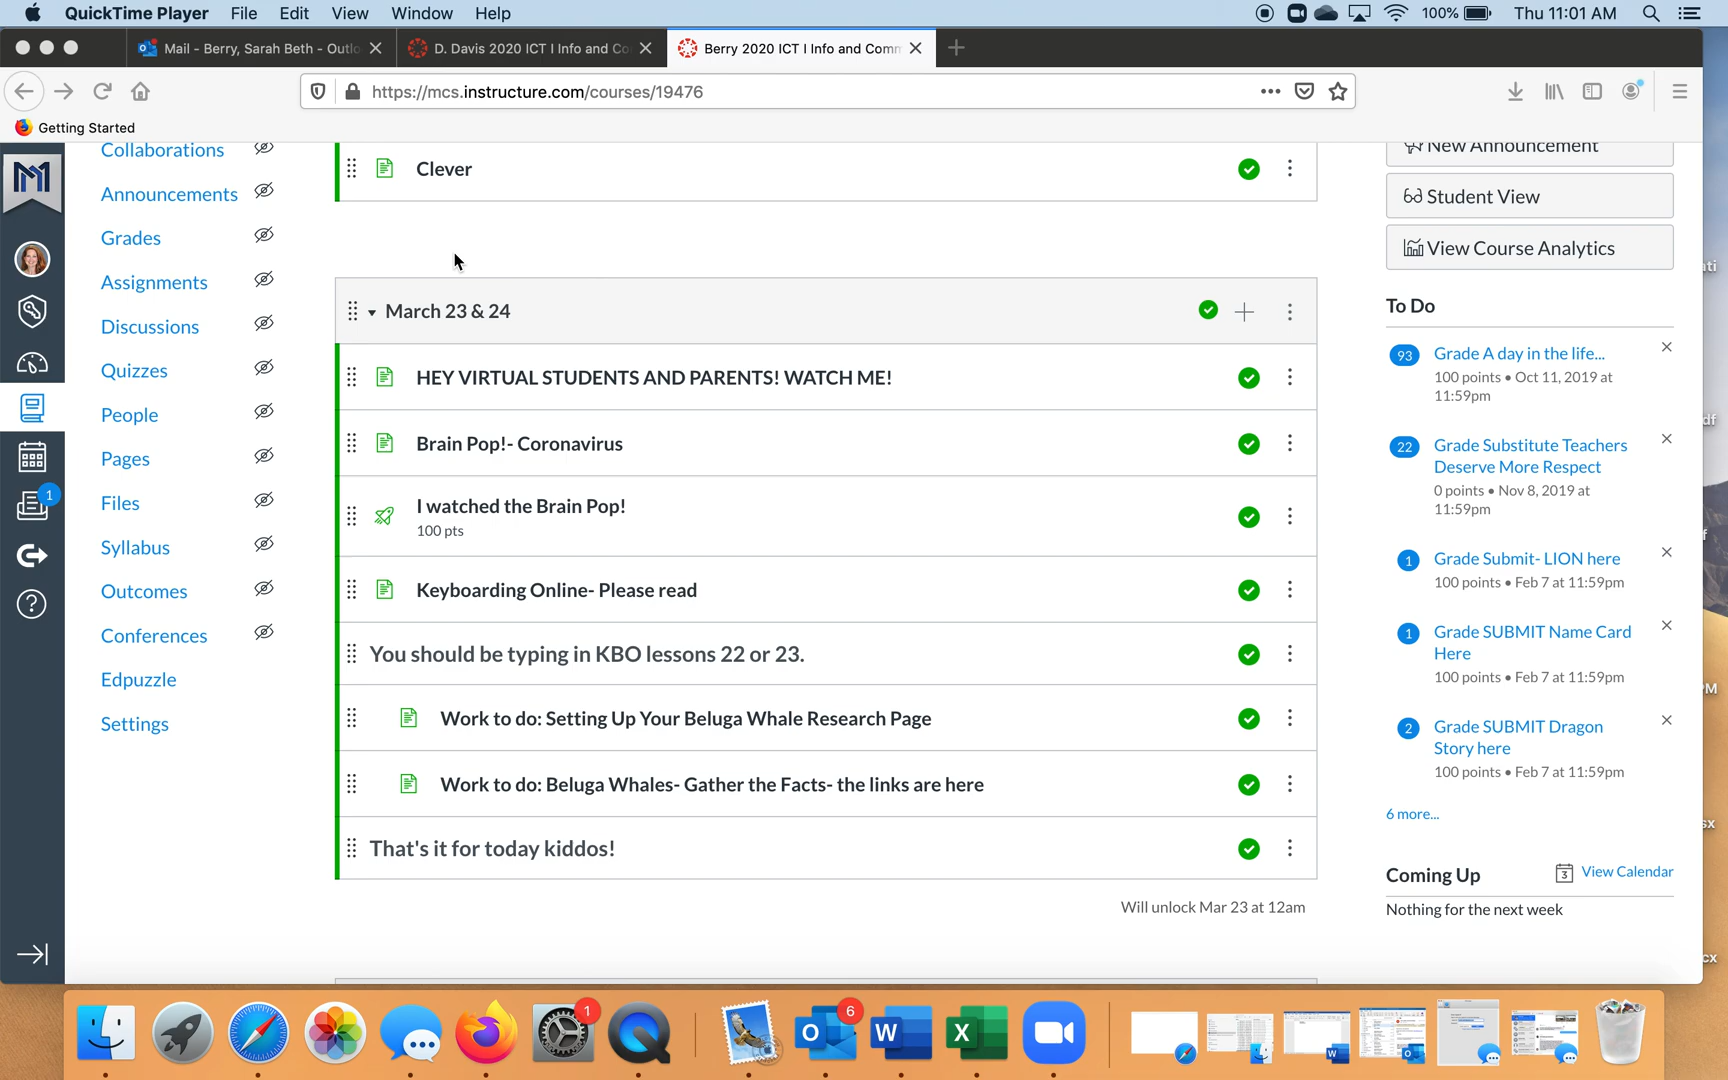 QuickTime Player File Edit View Window Help
100% Thu 11:01 AM
Mail - Berry, Sarah Beth - Outlo
D. Davis 2020 ICT I Info and Co
Berry 2020 ICT I Info and Comm
https://mcs.instructure.com/courses/19476
Getting Started
Collaborations
Announcements
Grades
Assignments
Discussions
Quizzes
People
Pages
Files
Syllabus
Outcomes
Conferences
Edpuzzle
Settings
1
Clever
March 23 & 24
HEY VIRTUAL STUDENTS AND PARENTS! WATCH ME!
Brain Pop!- Coronavirus
I watched the Brain Pop!
100 pts
Keyboarding Online- Please read
You should be typing in KBO lessons 22 or 23.
Work to do: Setting Up Your Beluga Whale Research Page
Work to do: Beluga Whales- Gather the Facts- the links are here
That's it for today kiddos!
Will unlock Mar 23 at 12am
New Announcement
Student View
View Course Analytics
To Do
93 Grade A day in the life...
100 points • Oct 11, 2019 at
11:59pm
22 Grade Substitute Teachers
Deserve More Respect
0 points • Nov 8, 2019 at
11:59pm
1 Grade Submit- LION here
100 points • Feb 7 at 11:59pm
1 Grade SUBMIT Name Card
Here
100 points • Feb 7 at 11:59pm
2 Grade SUBMIT Dragon
Story here
100 points • Feb 7 at 11:59pm
6 more...
Coming Up
3 View Calendar
Nothing for the next week
1
6